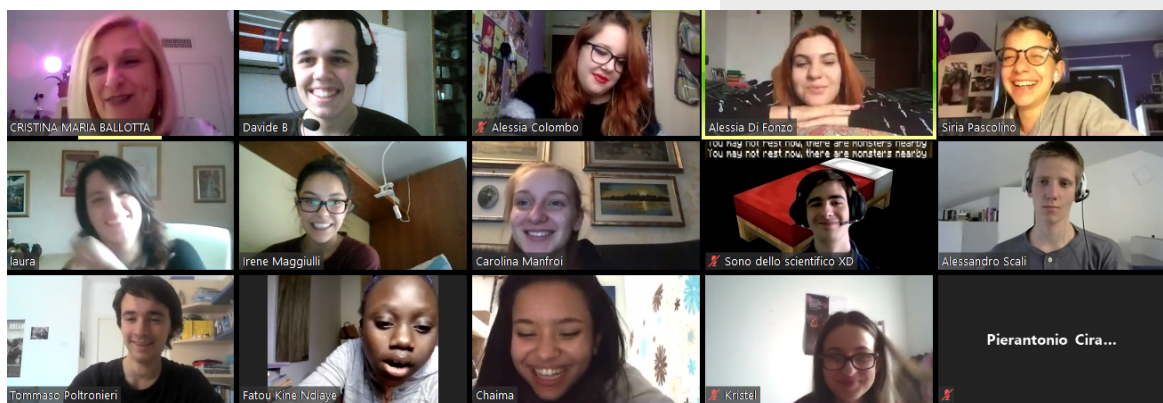 CRISTINA MARIA BALLOTTA
Davide B
Alessia Colombo
Alessia Di Fonzo
Siria Pascolino
You may not rest now, there are monsters nearby
You may not rest now, there are monsters nearby
laura
Irene Maggiulli
Carolina Manfroi
Sono dello scientifico XD
Alessandro Scali
Tommaso Poltronieri
Fatou Kine Ndiaye
Chaima
Kristel
Pierantonio Cira...